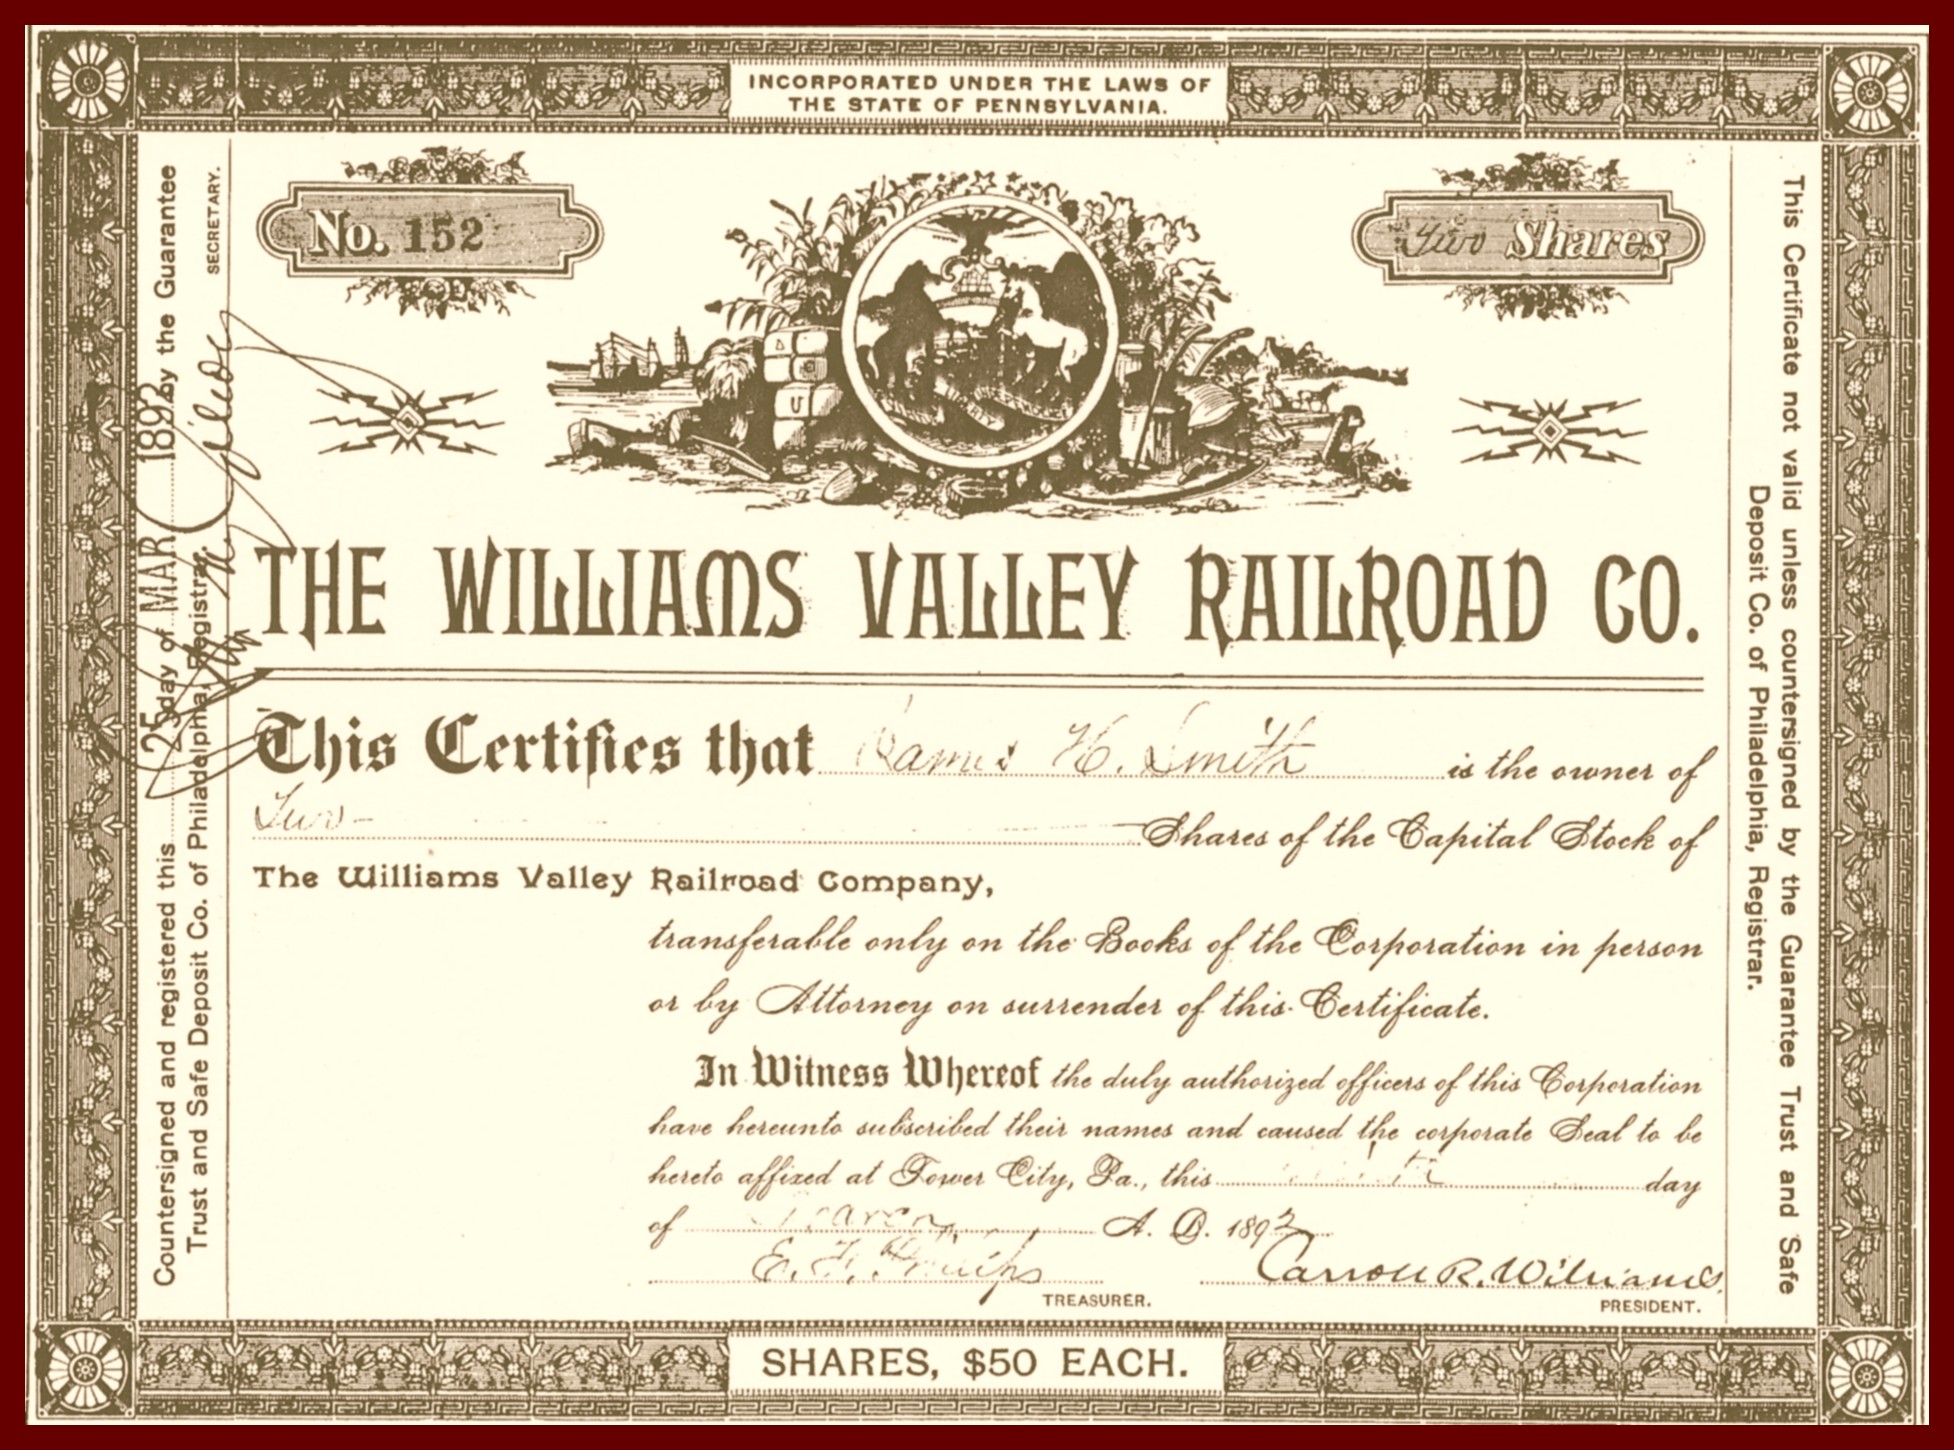 INCORPORATED UNDER THE LAWS OF
THE STATE OF PENNSYLVANIA.
No. 152
Two Shares
THE WILLIAMS VALLEY RAILROAD CO.
This Certifies that H. Smith is the owner of
Two Shares of the Capital Stock of
The Williams Valley Railroad Company,
transferable only on the Books of the Corporation in person
or by Attorney on surrender of this Certificate.
In Witness Whereof the duly authorized officers of this Corporation
have hereunto subscribed their names and caused the corporate Seal to be
hereto affixed at Tower City, Pa., this day
of March A. D. 1892
E. F. Phillips Carroll R. Williams
TREASURER. PRESIDENT.
SHARES, $50 EACH.
Countersigned and registered this 25 day of MAR 1892 by the Guarantee
Trust and Safe Deposit Co. of Philadelphia, Registrar.
SECRETARY.
This Certificate not valid unless countersigned by the Guarantee Trust and Safe
Deposit Co. of Philadelphia, Registrar.